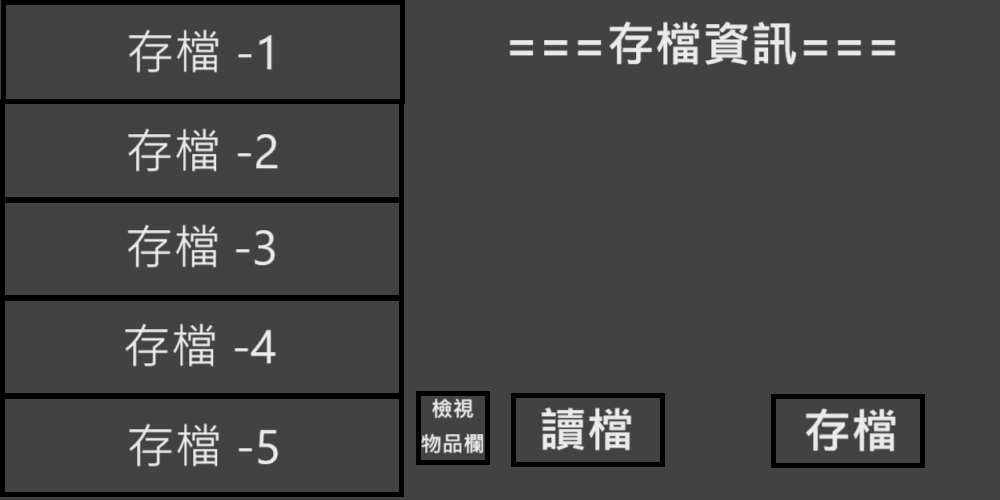 存檔 -1
存檔 -2
存檔 -3
存檔 -4
存檔 -5
===存檔資訊===
檢視
物品欄
讀檔
存檔